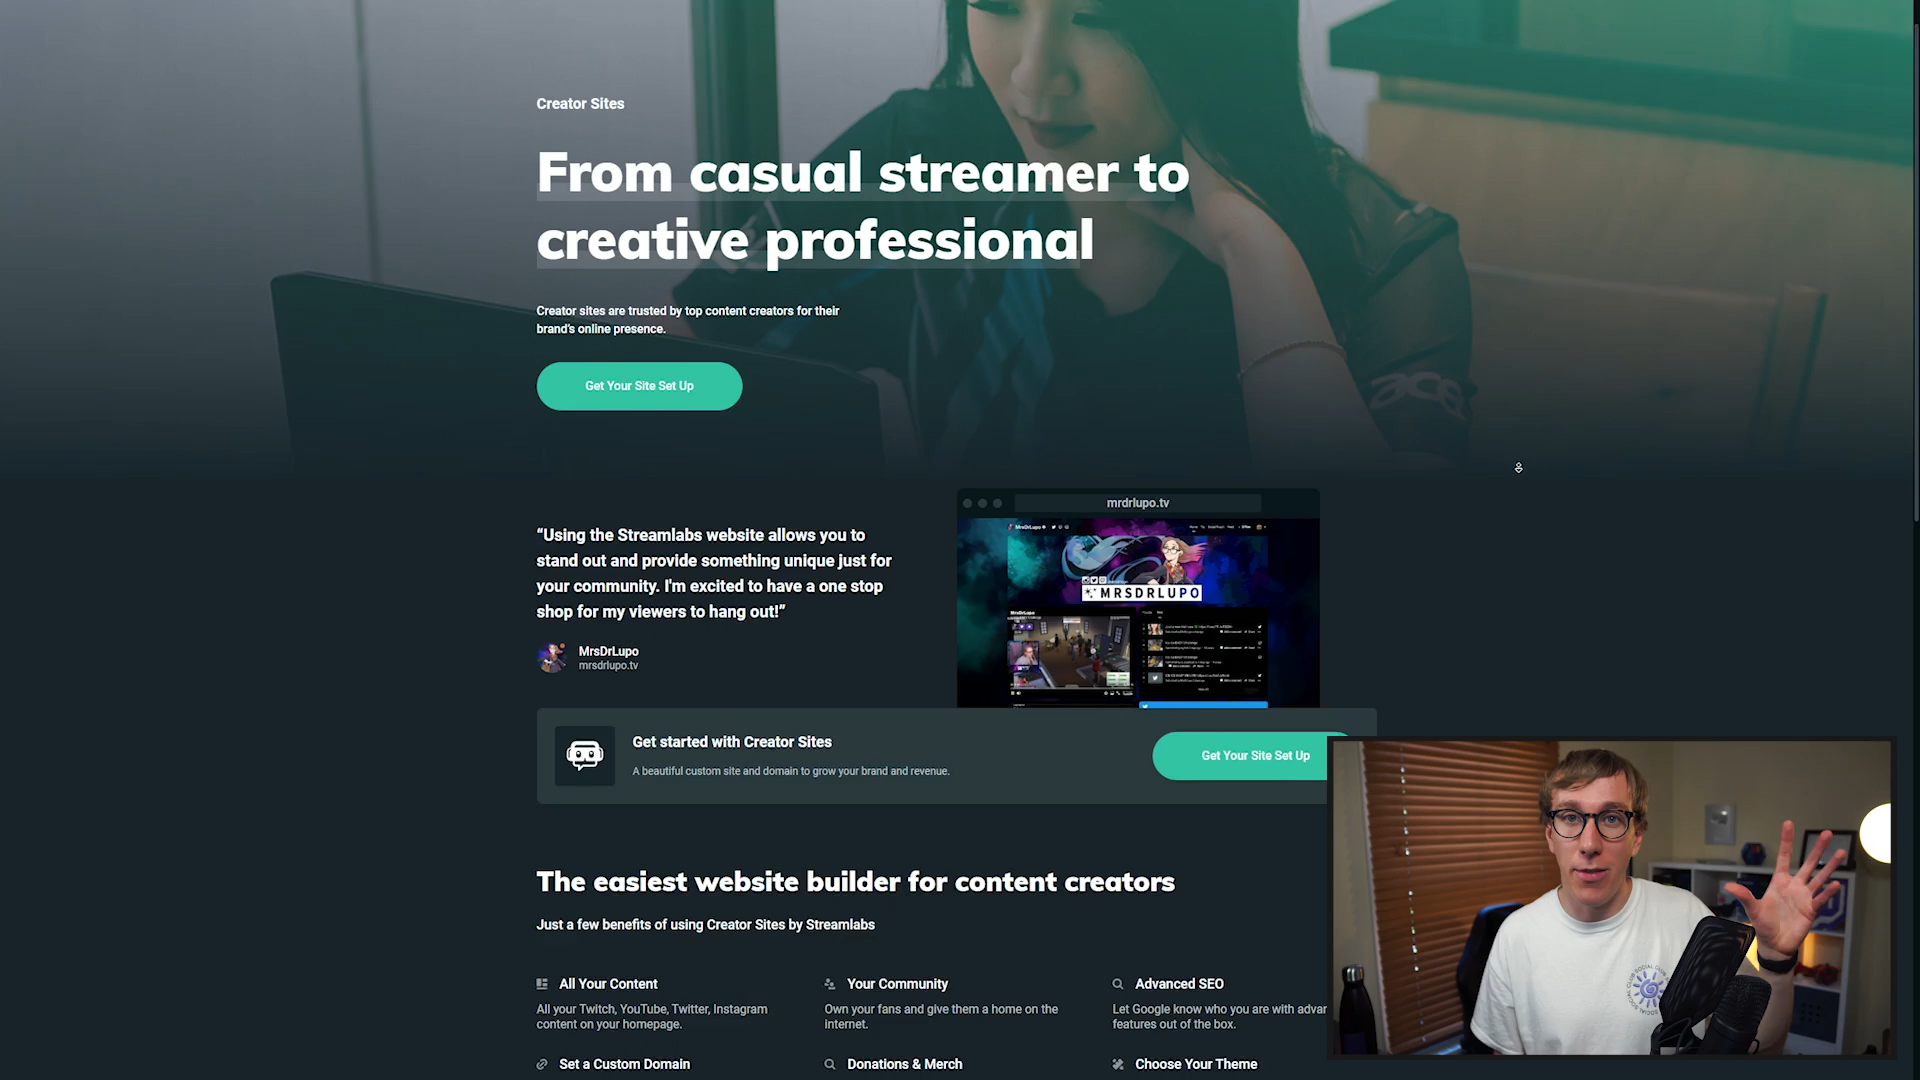 Creator Sites
From casual streamer to
creative professional
Creator sites are trusted by top content creators for their
brand's online presence.
Get Your Site Set Up
mrdrlupo.tv
MrsDrLupo
MRSDRLUPO
“Using the Streamlabs website allows you to
stand out and provide something unique just for
your community. I'm excited to have a one stop
shop for my viewers to hang out!”
MrsDrLupo
mrsdrlupo.tv
Get started with Creator Sites
A beautiful custom site and domain to grow your brand and revenue.
Get Your Site Set Up
The easiest website builder for content creators
Just a few benefits of using Creator Sites by Streamlabs
All Your Content
All your Twitch, YouTube, Twitter, Instagram
content on your homepage.
Your Community
Own your fans and give them a home on the
internet.
Advanced SEO
Let Google know who you are with advan
features out of the box.
Set a Custom Domain
Donations & Merch
Choose Your Theme